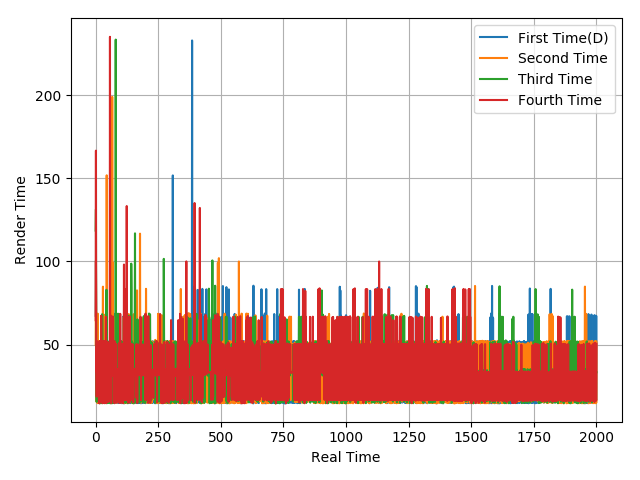 First Time(D)
Second Time
Third Time
Fourth Time
200
150
100
50
Render Time
0 250 500 750 1000 1250 1500 1750 2000
Real Time